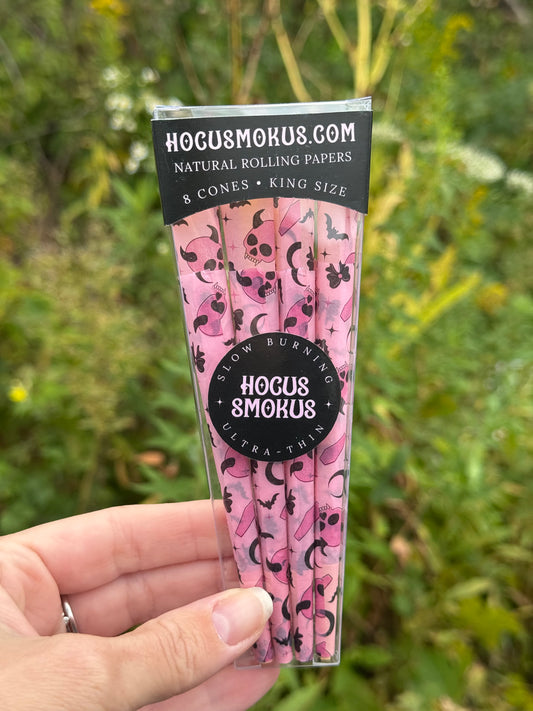 HOCUSMOKUS.COM
NATURAL ROLLING PAPERS
8 CONES • KING SIZE
SLOW BURNING
HOCUS
SMOKUS
ULTRA-THIN